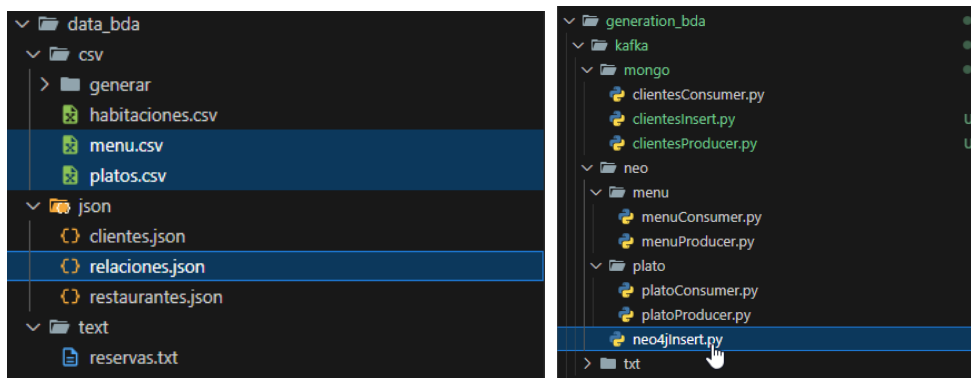 data_bda
csv
generar
habitaciones.csv
menu.csv
platos.csv
json
clientes.json
relaciones.json
restaurantes.json
text
reservas.txt
generation_bda
kafka
mongo
clientesConsumer.py
clientesInsert.py U
clientesProducer.py U
neo
menu
menuConsumer.py
menuProducer.py
plato
platoConsumer.py
platoProducer.py
neo4jInsert.py
txt